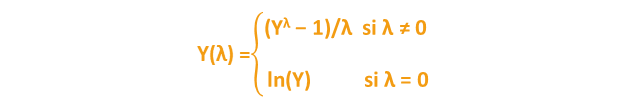 (Y^λ − 1)/λ si λ ≠ 0
Y(λ) =
ln(Y) si λ = 0